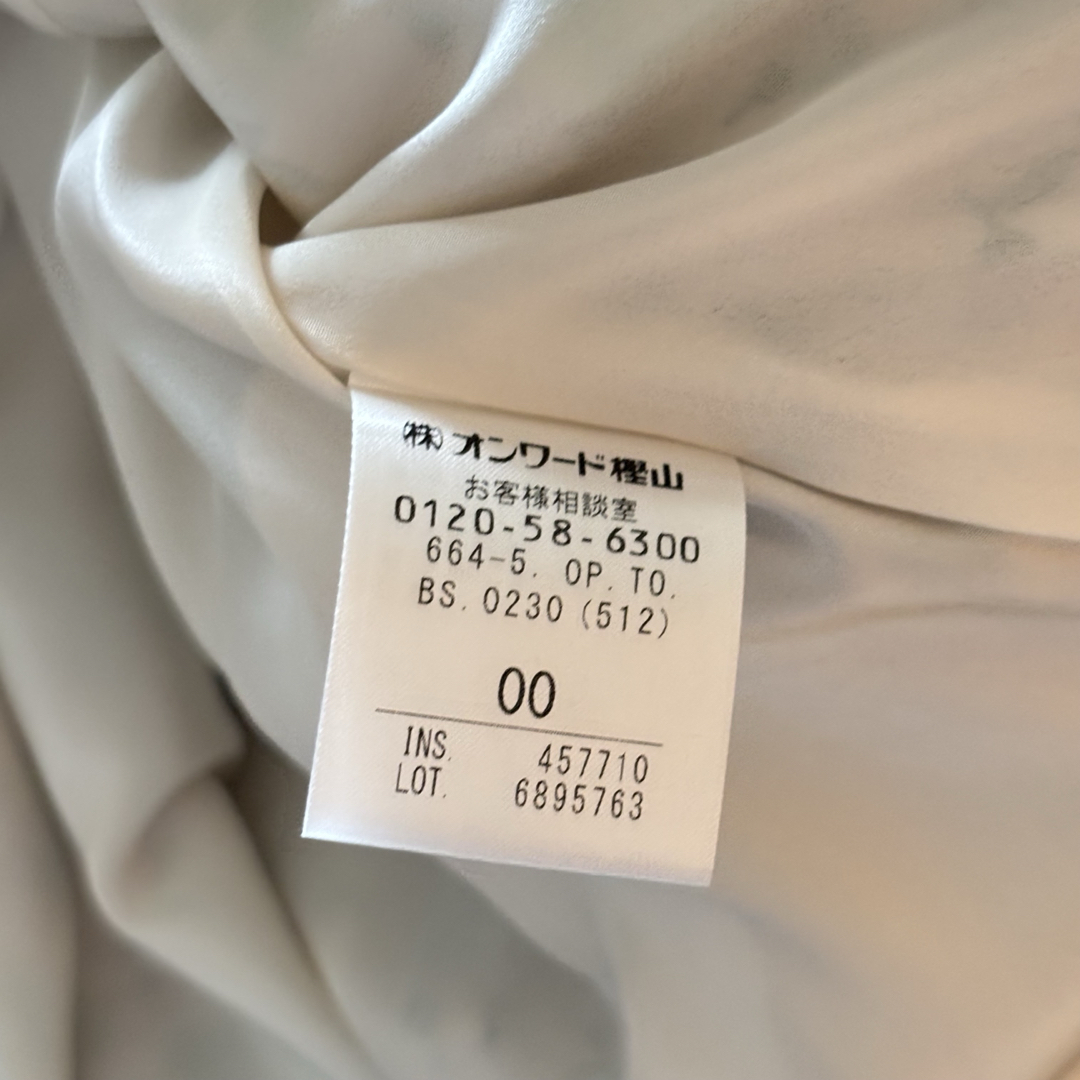 (株)オンワード樫山
お客様相談室
0120-58-6300
664-5. OP. TO.
BS. 0230 (512)
00
INS. 457710
LOT. 6895763